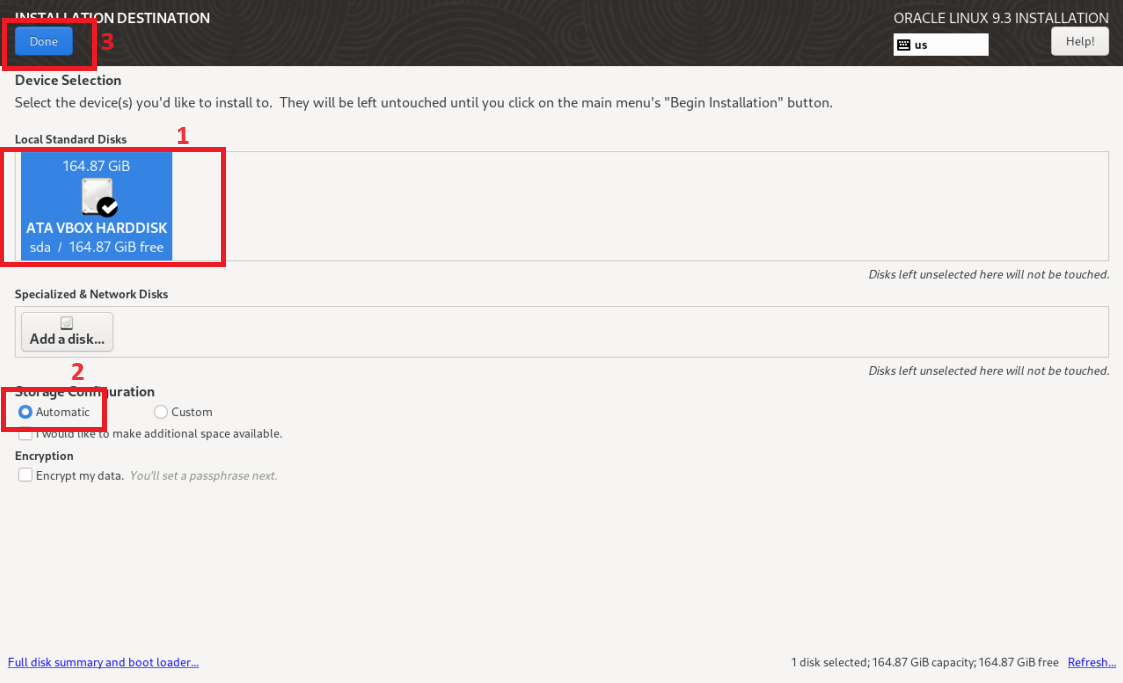 INSTALLATION DESTINATION
ORACLE LINUX 9.3 INSTALLATION
Done
3
us
Help!
Device Selection
Select the device(s) you'd like to install to. They will be left untouched until you click on the main menu's "Begin Installation" button.
Local Standard Disks
1
164.87 GiB
ATA VBOX HARDDISK
sda / 164.87 GiB free
Disks left unselected here will not be touched.
Specialized & Network Disks
Add a disk...
Disks left unselected here will not be touched.
2
Storage Configuration
Automatic
Custom
I would like to make additional space available.
Encryption
Encrypt my data. You'll set a passphrase next.
Full disk summary and boot loader...
1 disk selected; 164.87 GiB capacity; 164.87 GiB free Refresh...